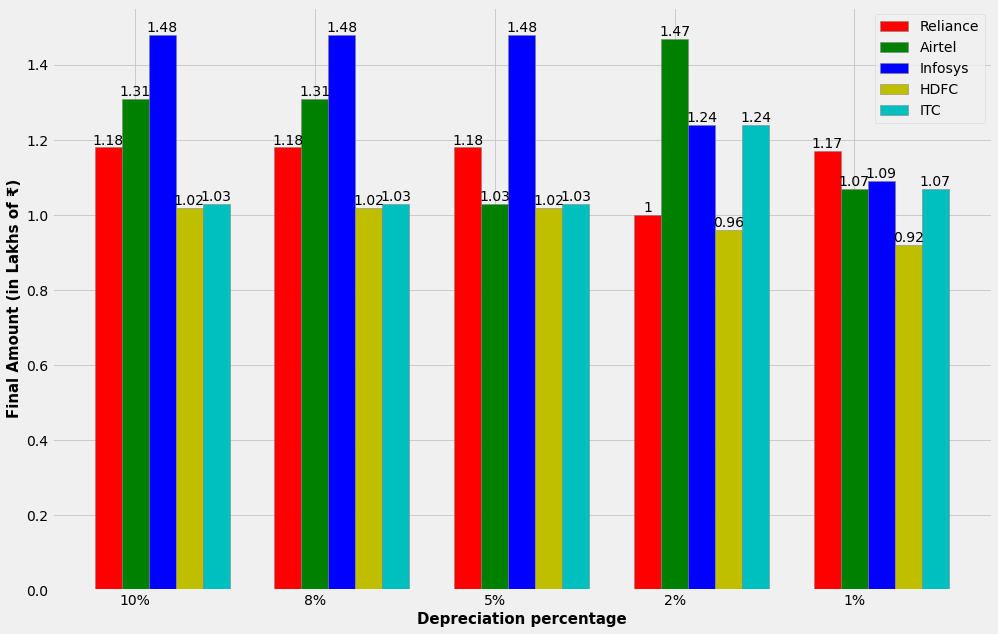 Reliance
Airtel
Infosys
HDFC
ITC
Final Amount (in Lakhs of ₹)
1.4
1.2
1.0
0.8
0.6
0.4
0.2
0.0
1.18 1.31 1.48 1.02 1.03
1.18 1.31 1.48 1.02 1.03
1.18 1.03 1.48 1.02 1.03
1 1.47 1.24 0.96 1.24
1.17 1.07 1.09 0.92 1.07
10% 8% 5% 2% 1%
Depreciation percentage